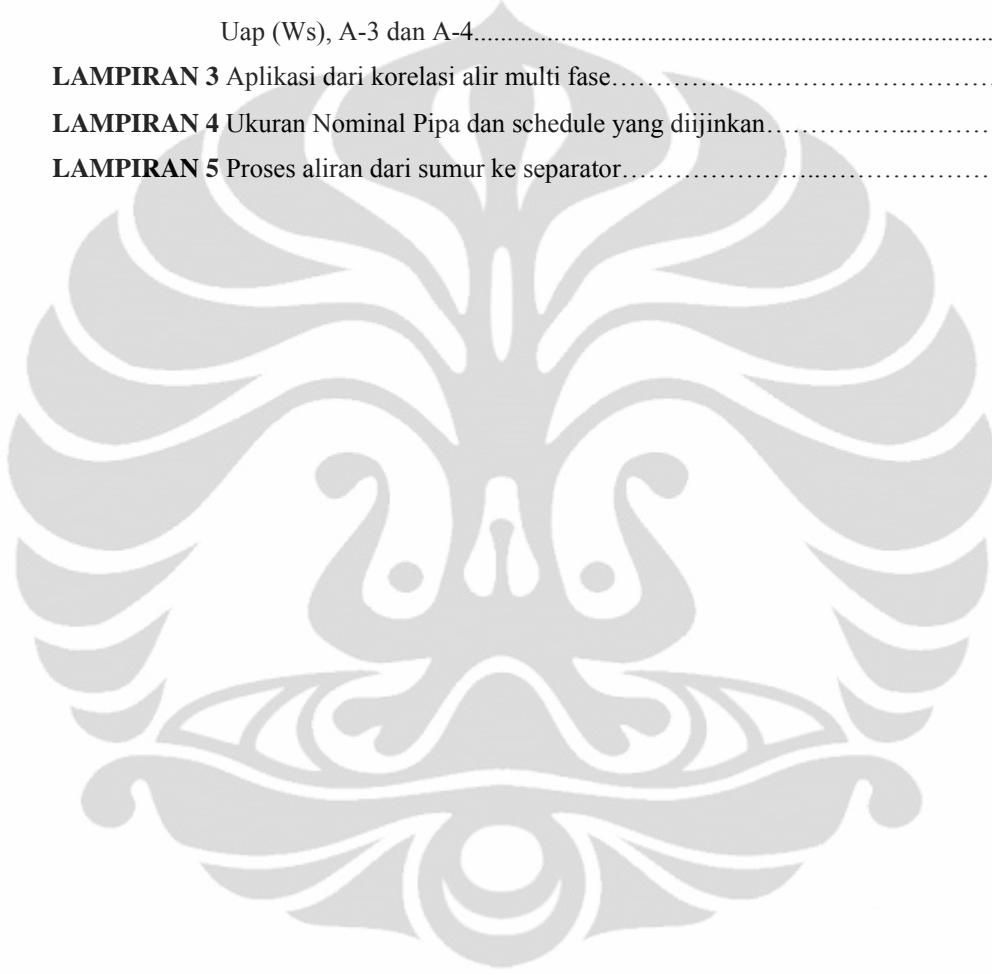 Uap (Ws), A-3 dan A-4..........................................................................................
LAMPIRAN 3 Aplikasi dari korelasi alir multi fase……………..……………………….
LAMPIRAN 4 Ukuran Nominal Pipa dan schedule yang diijinkan……………...………
LAMPIRAN 5 Proses aliran dari sumur ke separator…………………..…………………